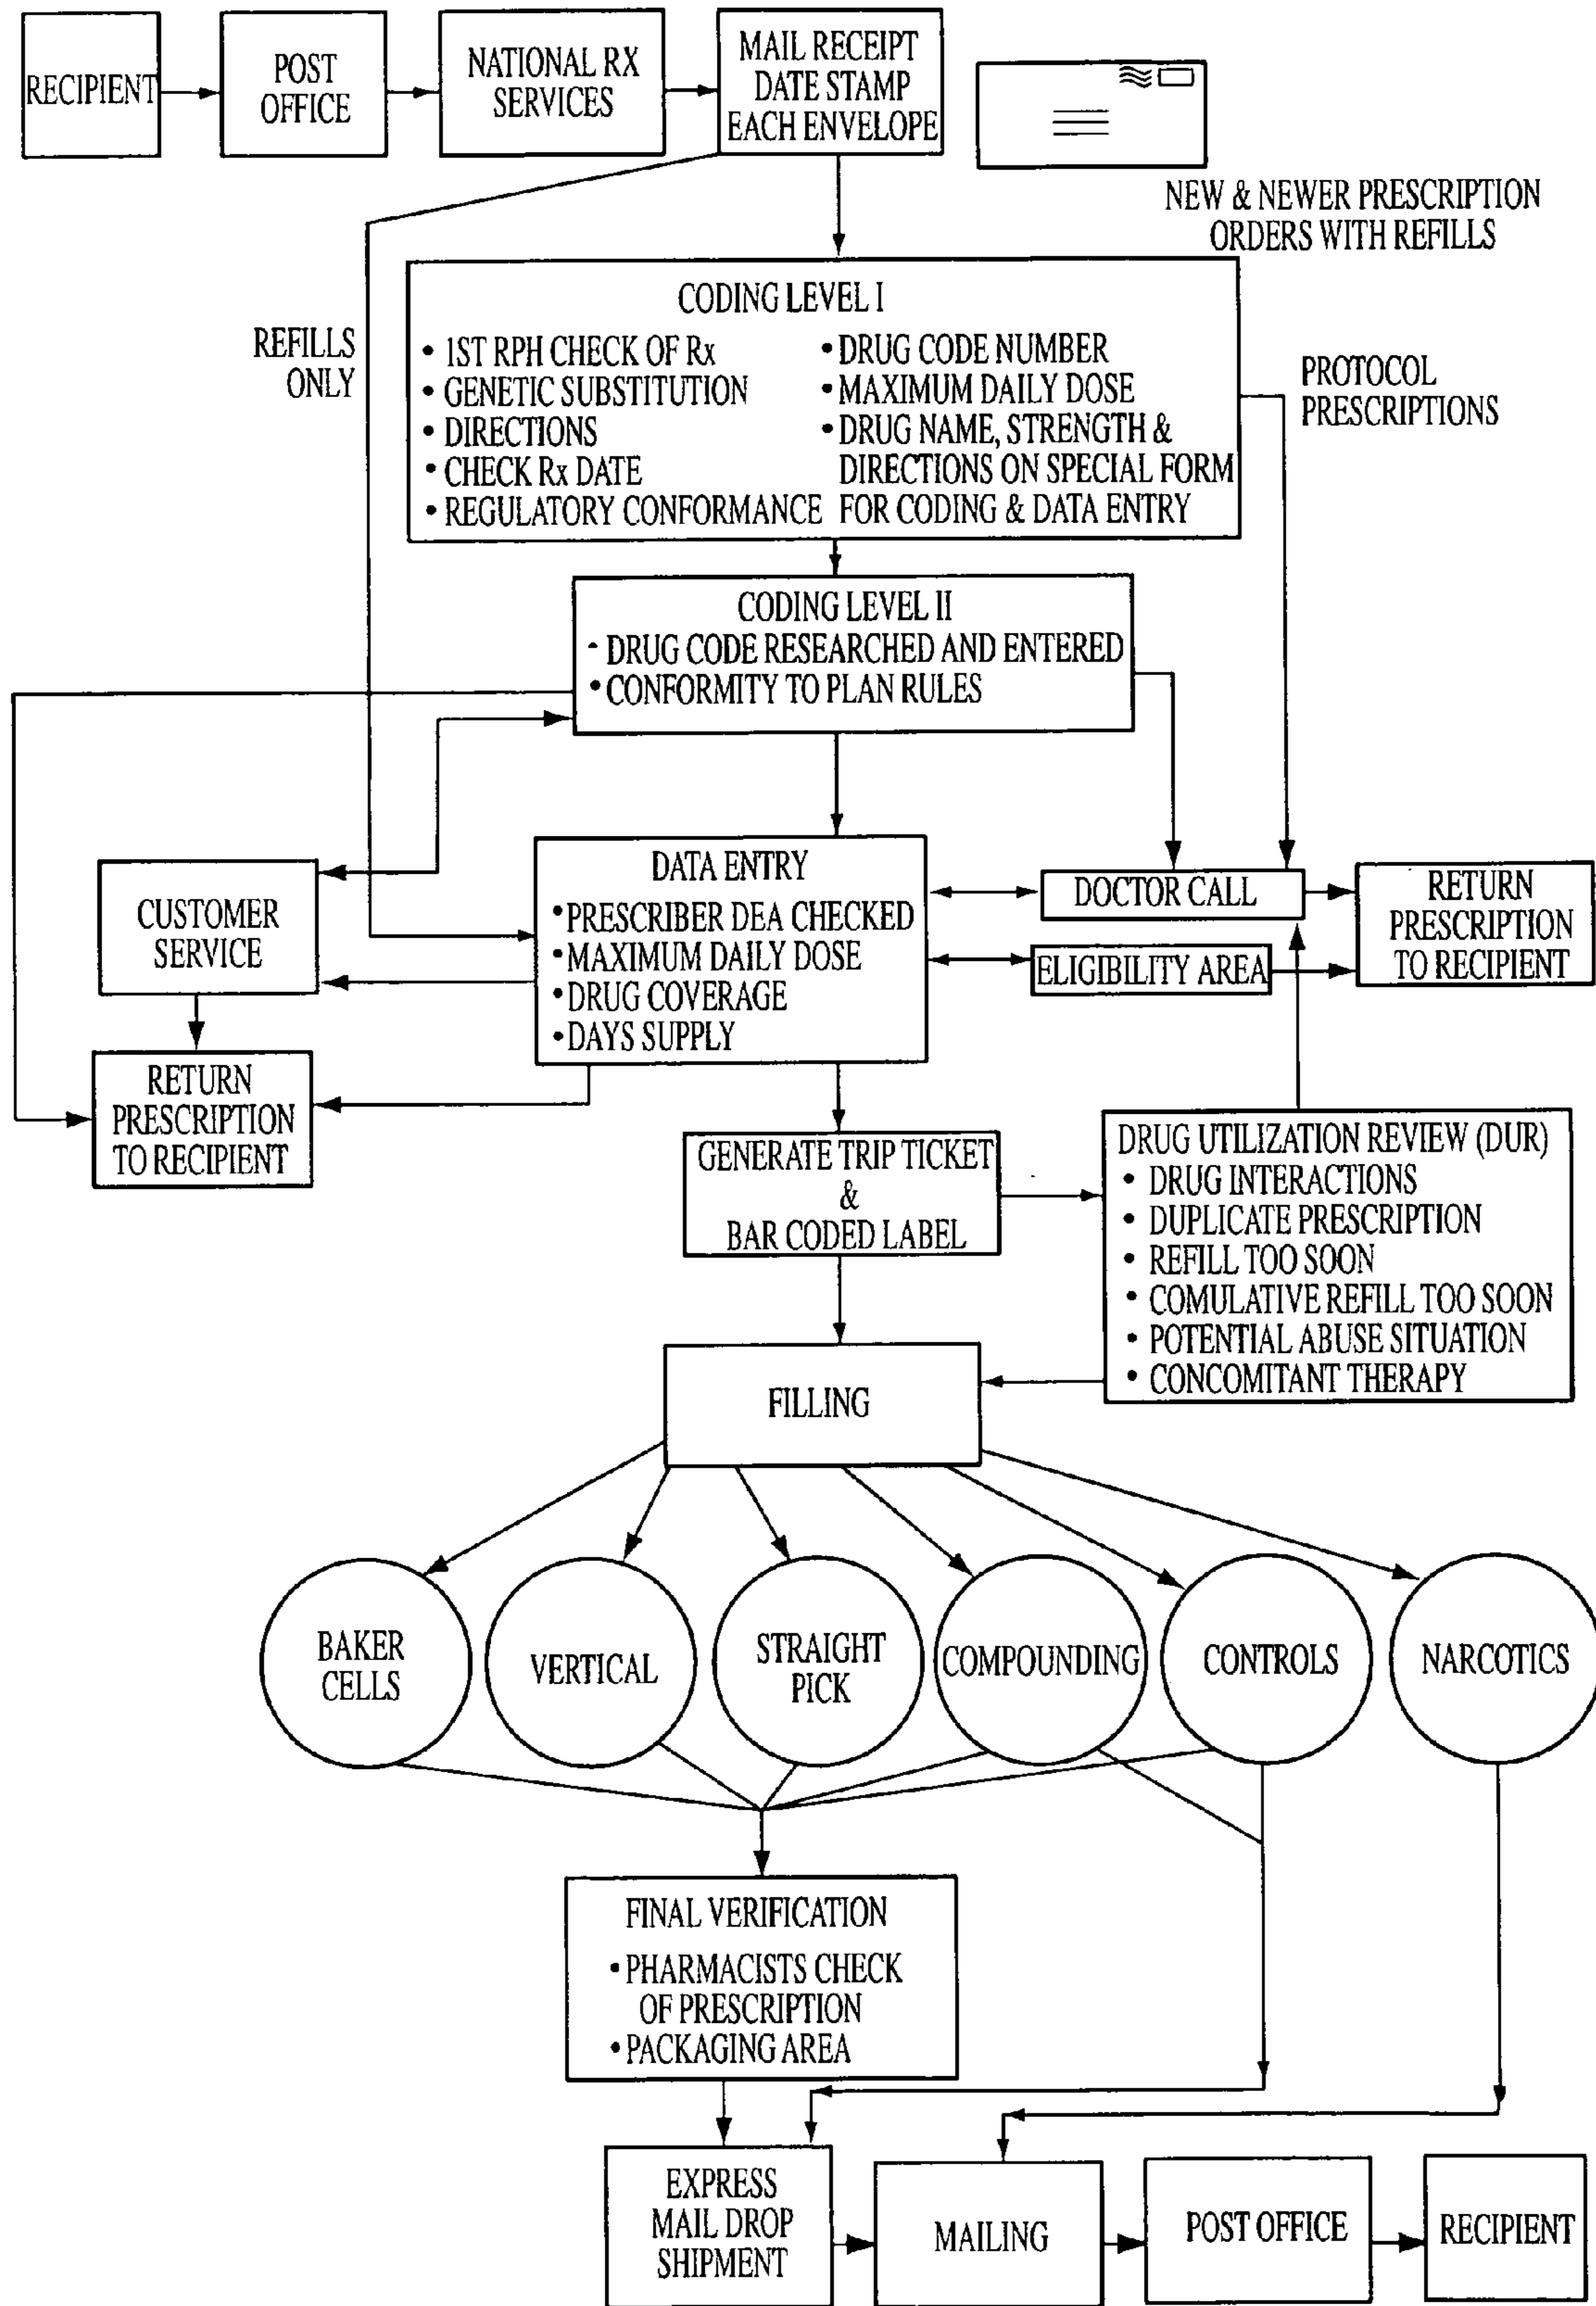 RECIPIENT
POST
OFFICE
NATIONAL RX
SERVICES
MAIL RECEIPT
DATE STAMP
EACH ENVELOPE
NEW & NEWER PRESCRIPTION
ORDERS WITH REFILLS
REFILLS
ONLY
CODING LEVEL I
• 1ST RPH CHECK OF Rx
• GENETIC SUBSTITUTION
• DIRECTIONS
• CHECK Rx DATE
• REGULATORY CONFORMANCE
• DRUG CODE NUMBER
• MAXIMUM DAILY DOSE
• DRUG NAME, STRENGTH &
DIRECTIONS ON SPECIAL FORM
FOR CODING & DATA ENTRY
PROTOCOL
PRESCRIPTIONS
CODING LEVEL II
- DRUG CODE RESEARCHED AND ENTERED
• CONFORMITY TO PLAN RULES
CUSTOMER
SERVICE
DATA ENTRY
• PRESCRIBER DEA CHECKED
• MAXIMUM DAILY DOSE
• DRUG COVERAGE
• DAYS SUPPLY
DOCTOR CALL
ELIGIBILITY AREA
RETURN
PRESCRIPTION
TO RECIPIENT
RETURN
PRESCRIPTION
TO RECIPIENT
GENERATE TRIP TICKET
&
BAR CODED LABEL
DRUG UTILIZATION REVIEW (DUR)
• DRUG INTERACTIONS
• DUPLICATE PRESCRIPTION
• REFILL TOO SOON
• COMULATIVE REFILL TOO SOON
• POTENTIAL ABUSE SITUATION
• CONCOMITANT THERAPY
FILLING
BAKER
CELLS
VERTICAL
STRAIGHT
PICK
COMPOUNDING
CONTROLS
NARCOTICS
FINAL VERIFICATION
• PHARMACISTS CHECK
OF PRESCRIPTION
• PACKAGING AREA
EXPRESS
MAIL DROP
SHIPMENT
MAILING
POST OFFICE
RECIPIENT